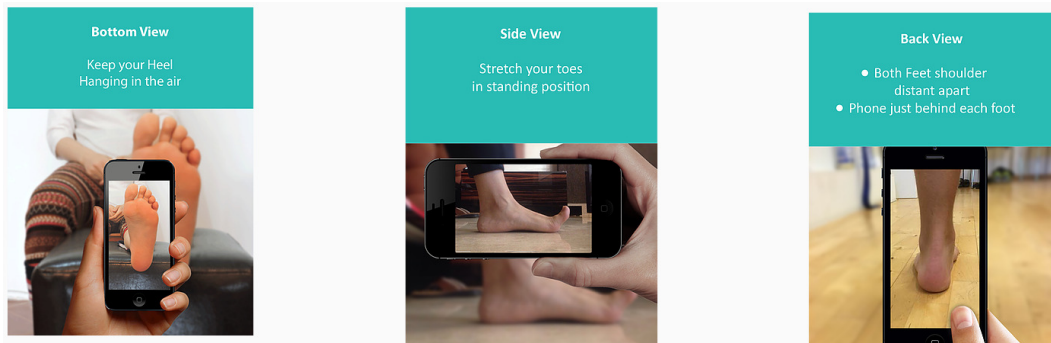 Bottom View
Keep your Heel
Hanging in the air
Side View
Stretch your toes
in standing position
Back View
● Both Feet shoulder
distant apart
● Phone just behind each foot